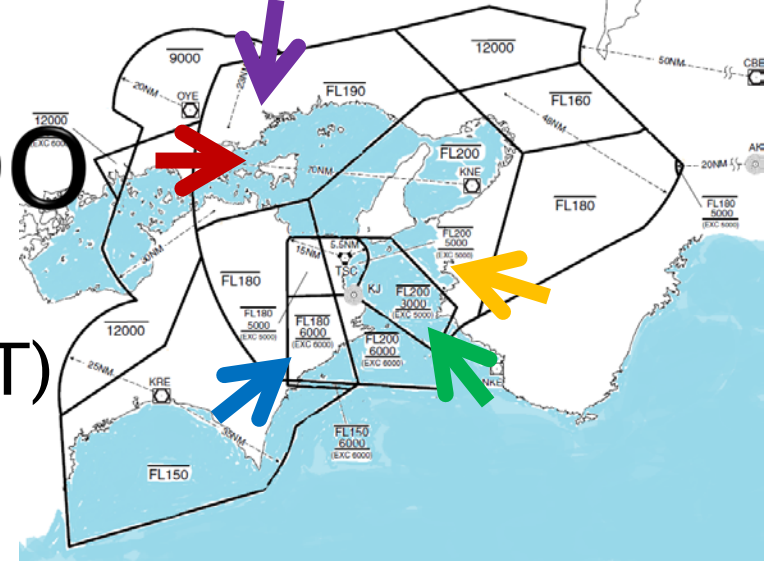 12000
9000
50NM
CBE
20NM
25NM
OYE
FL190
FL160
12000
(EXC 6000)
48NM
O
70NM
FL200
KNE
20NM
FL180
5000
(EXC 6000)
FL180
FL200
5000
(EXC 5000)
5.5NM
15NM
TSC
KJ
FL180
FL180
5000
(EXC 6000)
FL180
6000
(EXC 6000)
FL200
3000
(EXC 5000)
FL200
6000
(EXC 6000)
12000
T)
25NM
KRE
NKE
FL150
6000
(EXC 6000)
FL150